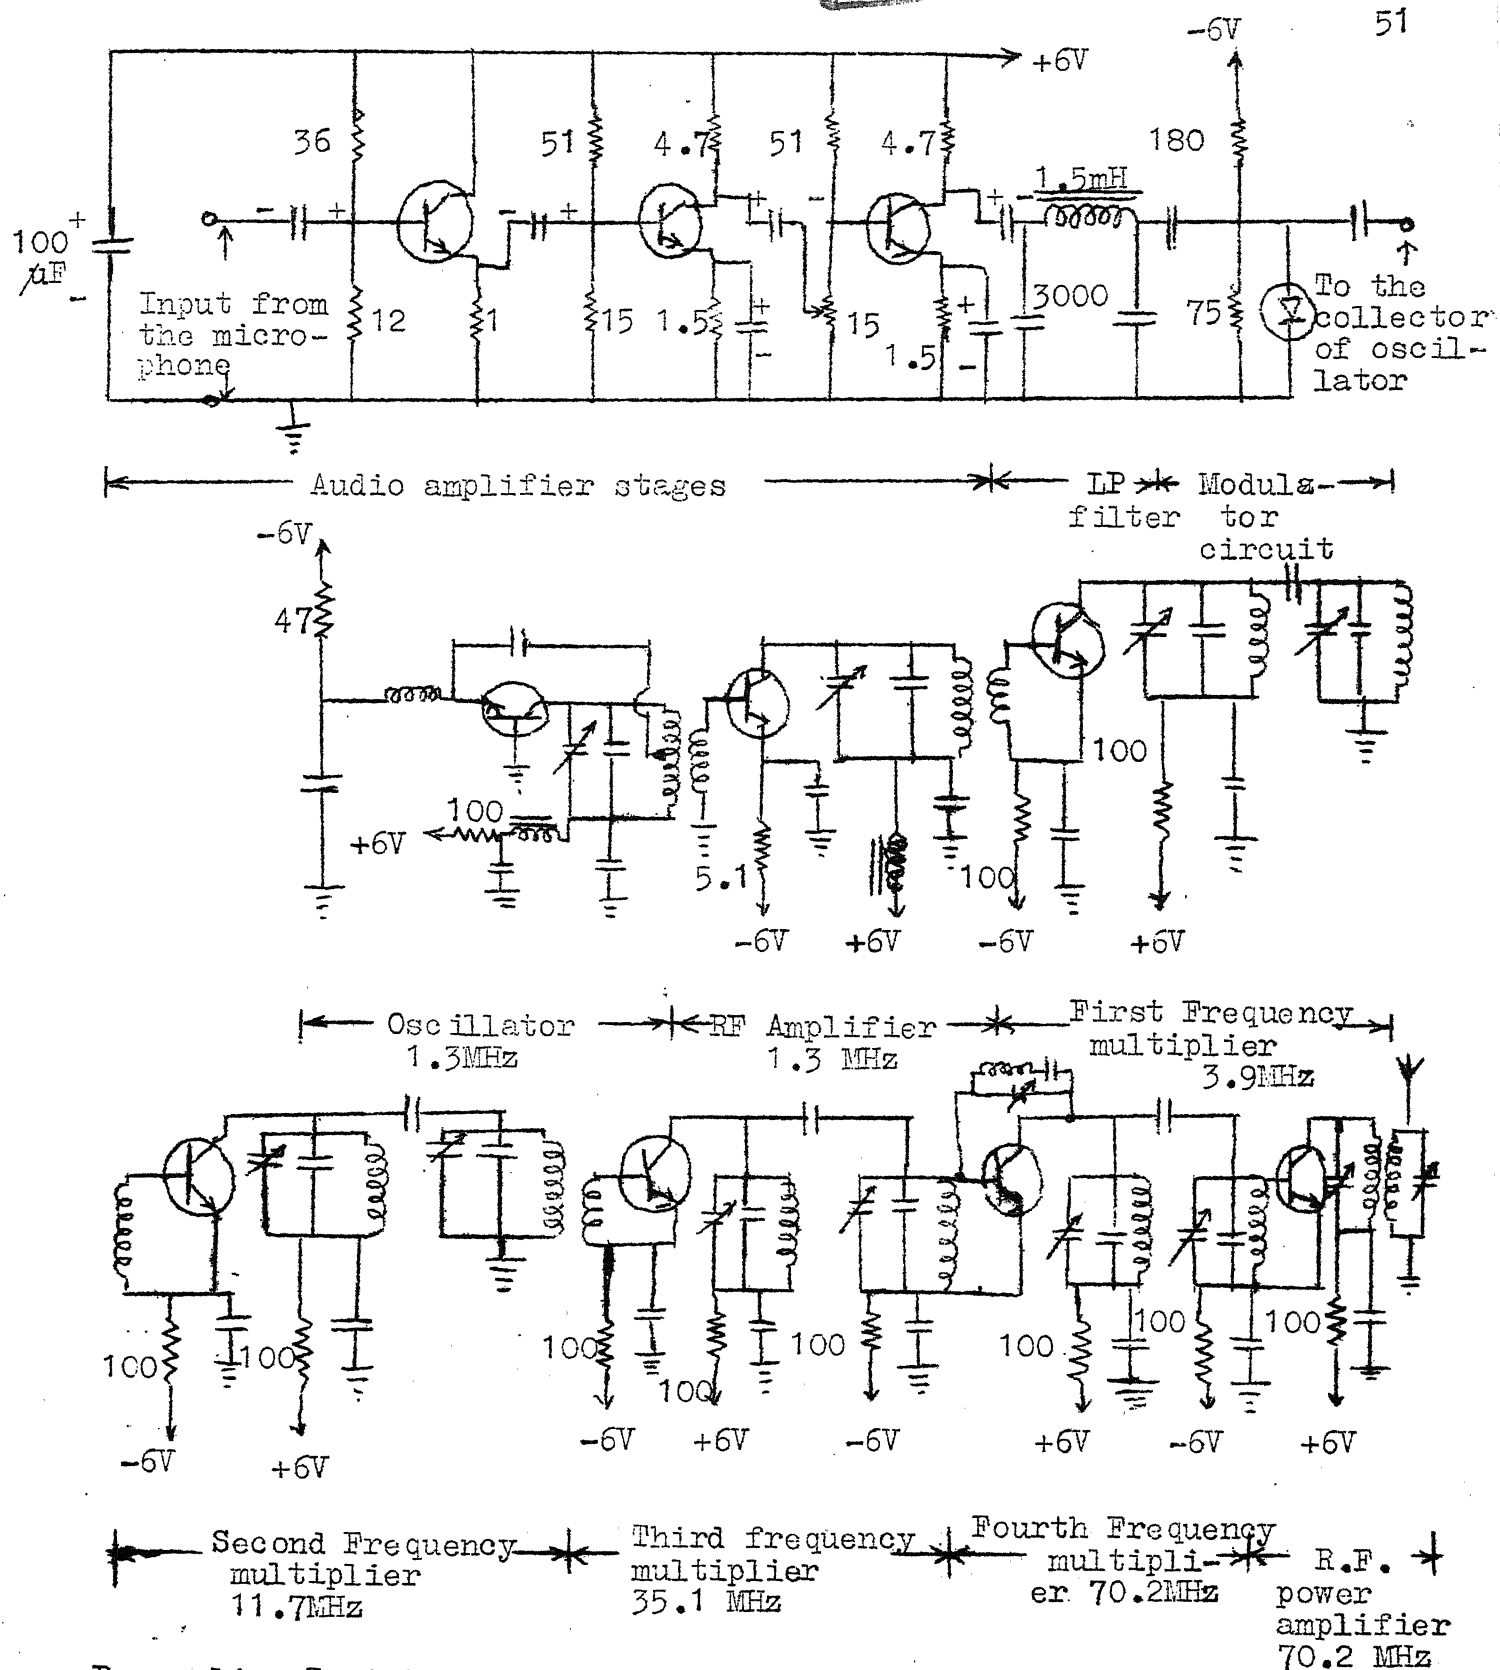 51
-6V
+6V
36
51
4.7
51
4.7
180
1.5mH
100
µF
+
-
-
+
-
+
+
-
+
Input from
the micro-
phone
12
1
15
1.5
+
-
15
1.5
+
-
3000
75
To the
collector
of oscil-
lator
Audio amplifier stages
LP
filter
Modula-
tor
circuit
-6V
47
100
+6V
5.1
-6V
+6V
100
-6V
100
+6V
Oscillator
1.3MHz
RF Amplifier
1.3 MHz
First Frequency
multiplier
3.9MHz
100
-6V
100
+6V
100
-6V
100
+6V
100
-6V
100
+6V
100
-6V
100
+6V
Second Frequency
multiplier
11.7MHz
Third frequency
multiplier
35.1 MHz
Fourth Frequency
multipli-
er 70.2MHz
R.F.
power
amplifier
70.2 MHz